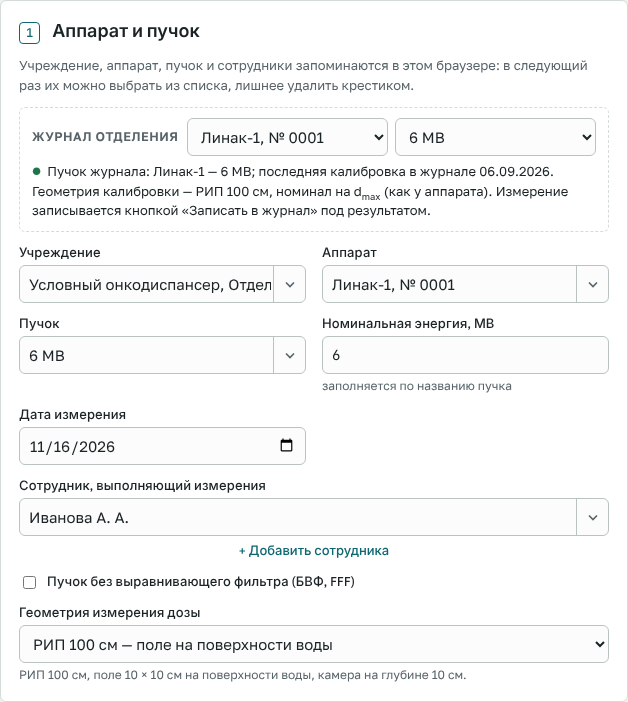 1 Аппарат и пучок
Учреждение, аппарат, пучок и сотрудники запоминаются в этом браузере: в следующий
раз их можно выбрать из списка, лишнее удалить крестиком.
ЖУРНАЛ ОТДЕЛЕНИЯ Линак-1, № 0001 6 МВ
Пучок журнала: Линак-1 — 6 МВ; последняя калибровка в журнале 06.09.2026.
Геометрия калибровки — РИП 100 см, номинал на dmax (как у аппарата). Измерение
записывается кнопкой «Записать в журнал» под результатом.
Учреждение Аппарат
Условный онкодиспансер, Отдел Линак-1, № 0001
Пучок Номинальная энергия, МВ
6 МВ 6
заполняется по названию пучка
Дата измерения
11/16/2026
Сотрудник, выполняющий измерения
Иванова А. А.
+ Добавить сотрудника
Пучок без выравнивающего фильтра (БВФ, FFF)
Геометрия измерения дозы
РИП 100 см — поле на поверхности воды
РИП 100 см, поле 10 × 10 см на поверхности воды, камера на глубине 10 см.